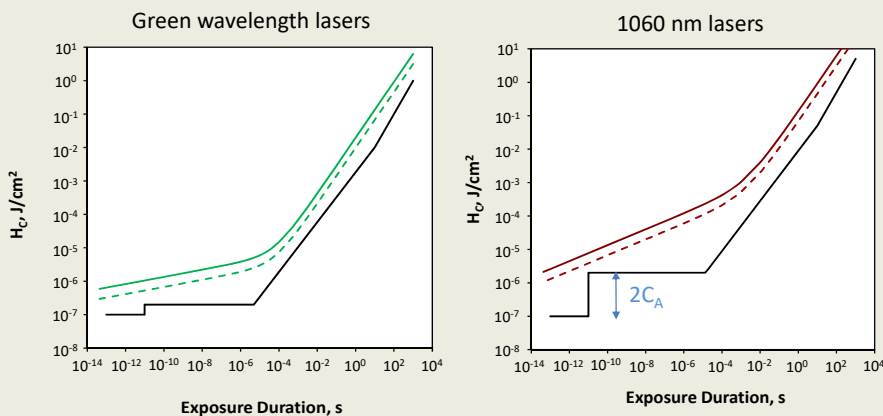 Green wavelength lasers
10¹
10⁰
10⁻¹
10⁻²
10⁻³
10⁻⁴
10⁻⁵
10⁻⁶
10⁻⁷
10⁻⁸
H_C, J/cm²
10⁻¹⁴ 10⁻¹² 10⁻¹⁰ 10⁻⁸ 10⁻⁶ 10⁻⁴ 10⁻² 10⁰ 10² 10⁴
Exposure Duration, s
1060 nm lasers
10¹
10⁰
10⁻¹
10⁻²
10⁻³
10⁻⁴
10⁻⁵
10⁻⁶
10⁻⁷
10⁻⁸
H_C, J/cm²
2C_A
10⁻¹⁴ 10⁻¹² 10⁻¹⁰ 10⁻⁸ 10⁻⁶ 10⁻⁴ 10⁻² 10⁰ 10² 10⁴
Exposure Duration, s